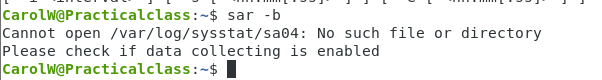 CarolW@Practicalclass:~$ sar -b
Cannot open /var/log/sysstat/sa04: No such file or directory
Please check if data collecting is enabled
CarolW@Practicalclass:~$